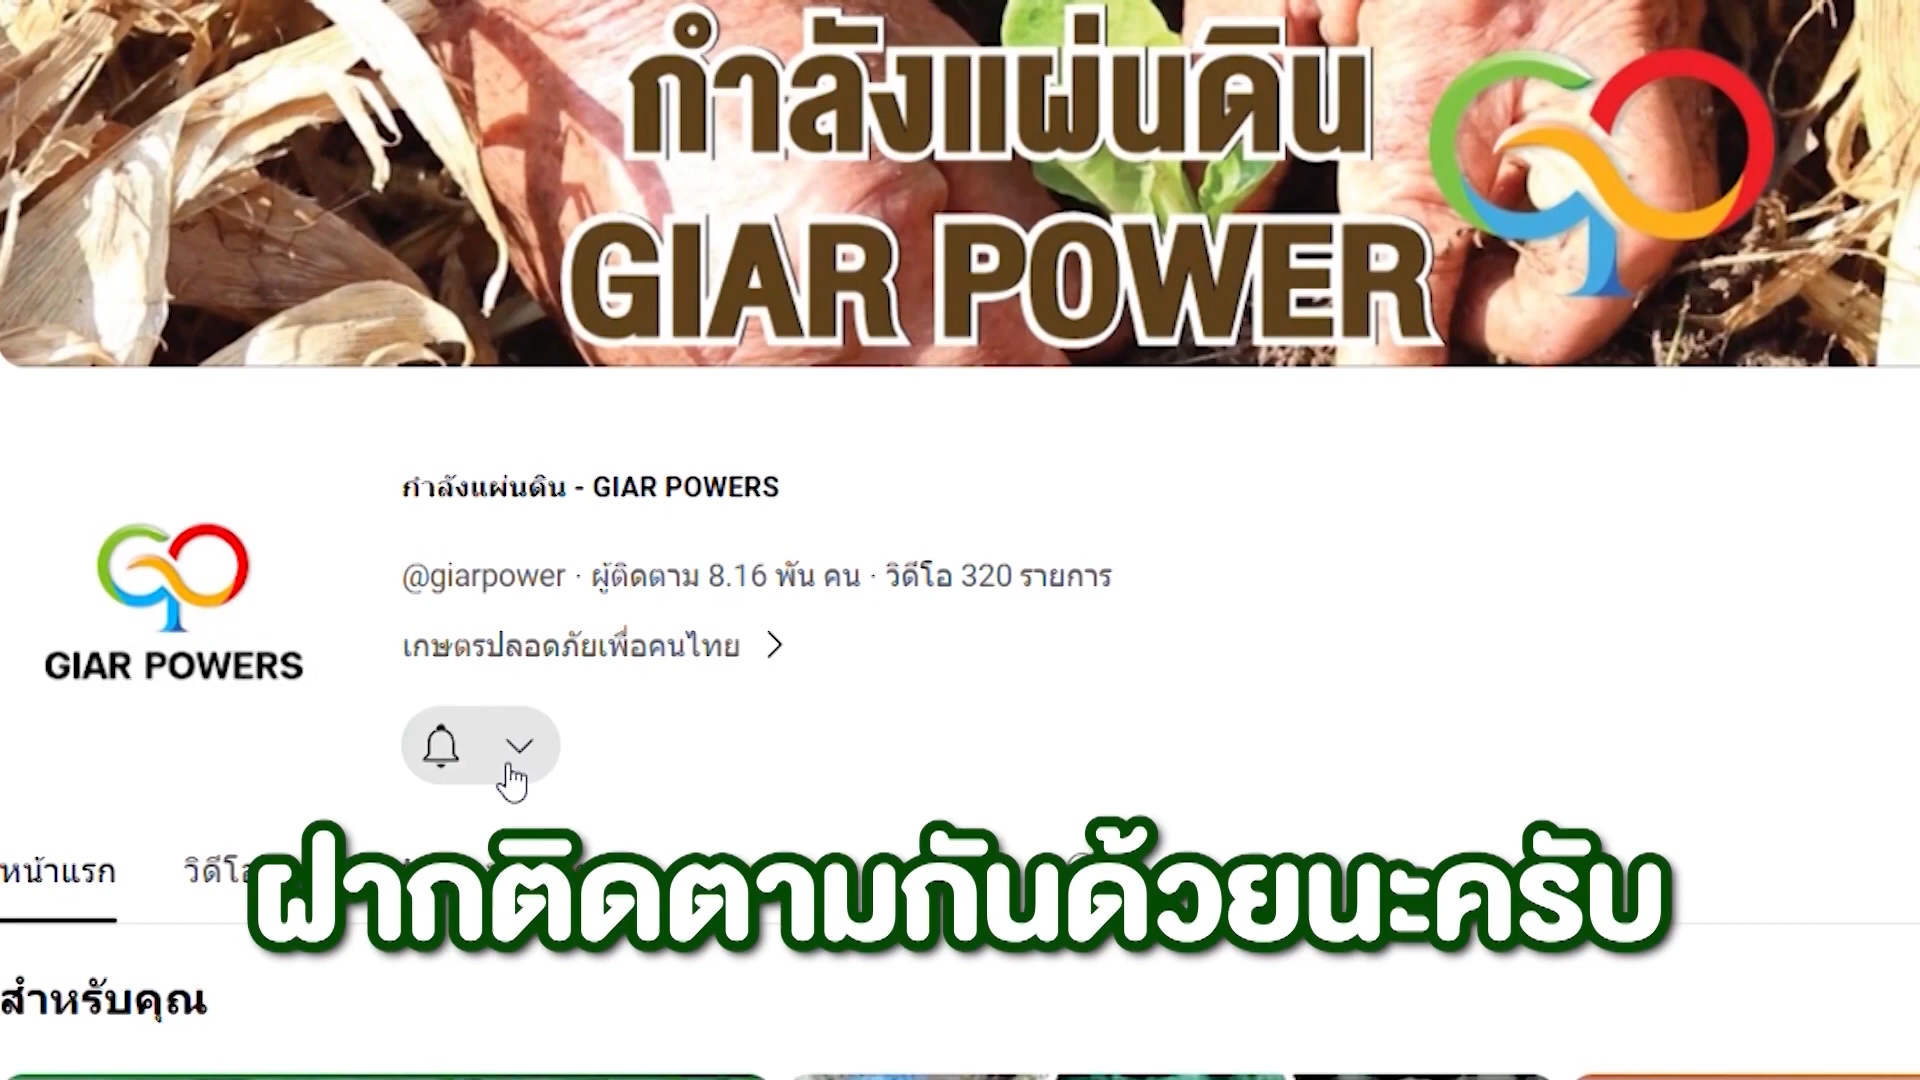 กำลังแผ่นดิน
GIAR POWER
กำลังแผ่นดิน - GIAR POWERS
@giarpower · ผู้ติดตาม 8.16 พัน คน · วิดีโอ 320 รายการ
GIAR POWERS
เกษตรปลอดภัยเพื่อคนไทย
หน้าแรก
ฝากติดตามกันด้วยนะครับ
สำหรับคุณ